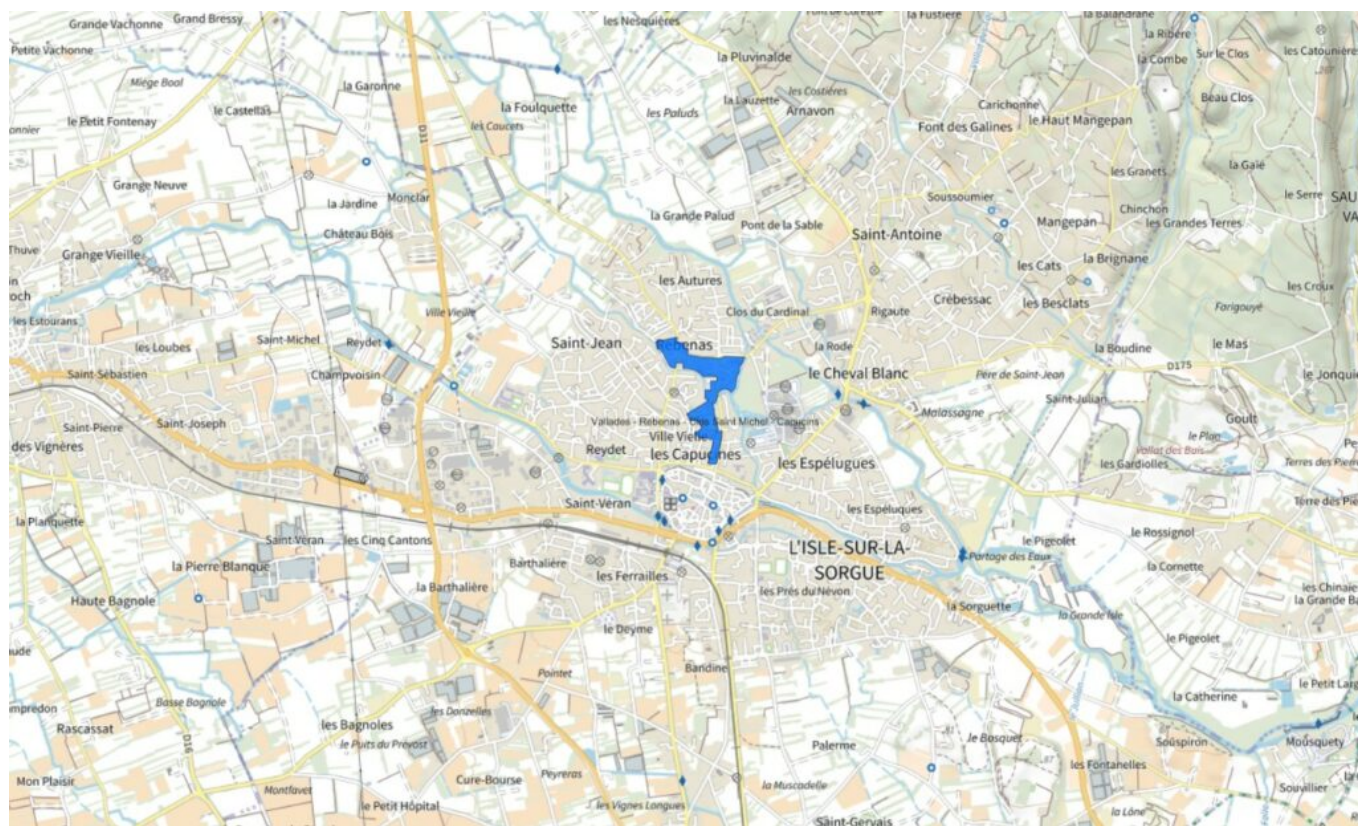 Grande Vachonne
Grand Bressy
les Nesquières
la Fustière
la Balandrane
la Ribère
Petite Vachonne
la Combe
Sur le Clos
les Catounière
Miège Boal
la Garonne
la Pluvinalde
la Foulquette
les Costières
la Lauzette
Arnavon
Carichonne
Beau Clos
le Petit Fontenay
le Castellas
les Paluds
Font des Galines
le Haut Mangepan
les Caucets
D31
les Granets
la Gaïé
Grange Neuve
Monclar
Soussoumier
le Serre
la Jardine
la Grande Palud
Pont de la Sable
Mangepan
Chinchon
les Grandes Terres
Château Bois
Saint-Antoine
Thuve
Grange Vieille
les Cats
la Brignane
les Autures
les Croux
les Estourans
Ville Vieille
Clos du Cardinal
Rigaute
Crébessac
les Besclats
Farigouyé
Saint-Michel
Reydet
Saint-Jean
Rebenas
la Rode
la Boudine
le Mas
les Loubes
Saint-Sébastien
Champvoisin
le Cheval Blanc
Père de Saint-Jean
D175
le Jonquie
Saint-Julian
Saint-Pierre
Saint-Joseph
Malassagne
Goult
Valades - Rebenas - Clos Saint Michel - Capucins
des Vignères
Ville Vieille
le Plan
Reydet
les Capucines
les Espélugues
Vallat des Bais
les Gardiolles
Saint-Véran
les Espéluques
la Planquette
Saint-Véran
les Cinq Cantons
L'ISLE-SUR-LA-
SORGUE
le Pigeolet
le Rossignol
Partage des Eaux
la Pierre Blanque
Barthalière
la Cornette
la Barthalière
les Ferrailles
les Prés du Névon
Haute Bagnole
la Sorguette
la Grande Isle
le Deyme
le Pigeolet
Bandine
Pointet
la Catherine
Basse Bagnole
les Bagnoles
les Donzelles
Rascassat
D16
le Puits du Prévost
Palerme
le Bosquet
Souspiron
Mousquety
Mon Plaisir
Cure-Bourse
Peyreras
87
les Fontanelles
Montfavet
la Muscadelle
Souvillier
le Petit Hôpital
les Vignes Longues
la Lône
Saint-Gervais